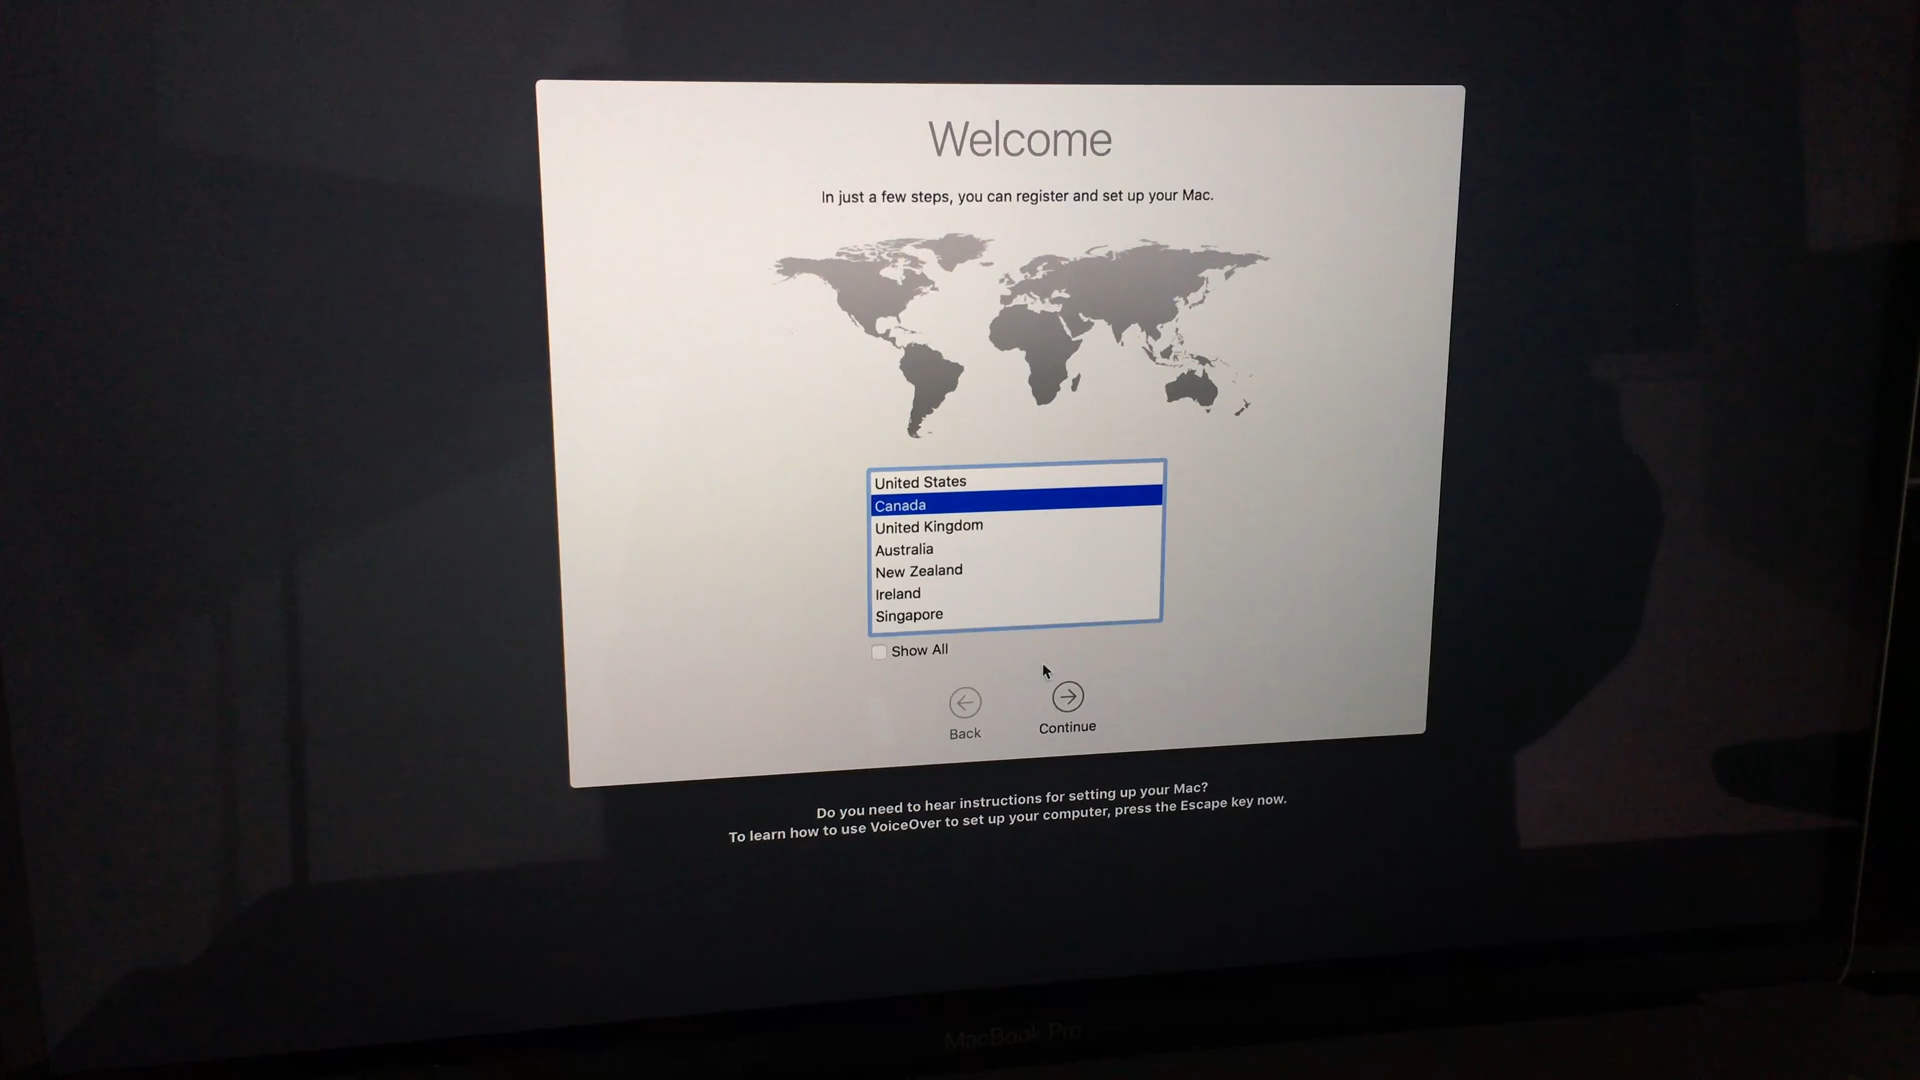 Welcome
In just a few steps, you can register and set up your Mac.
United States
Canada
United Kingdom
Australia
New Zealand
Ireland
Singapore
Show All
Back
Continue
Do you need to hear instructions for setting up your Mac?
To learn how to use VoiceOver to set up your computer, press the Escape key now.
MacBook Pro